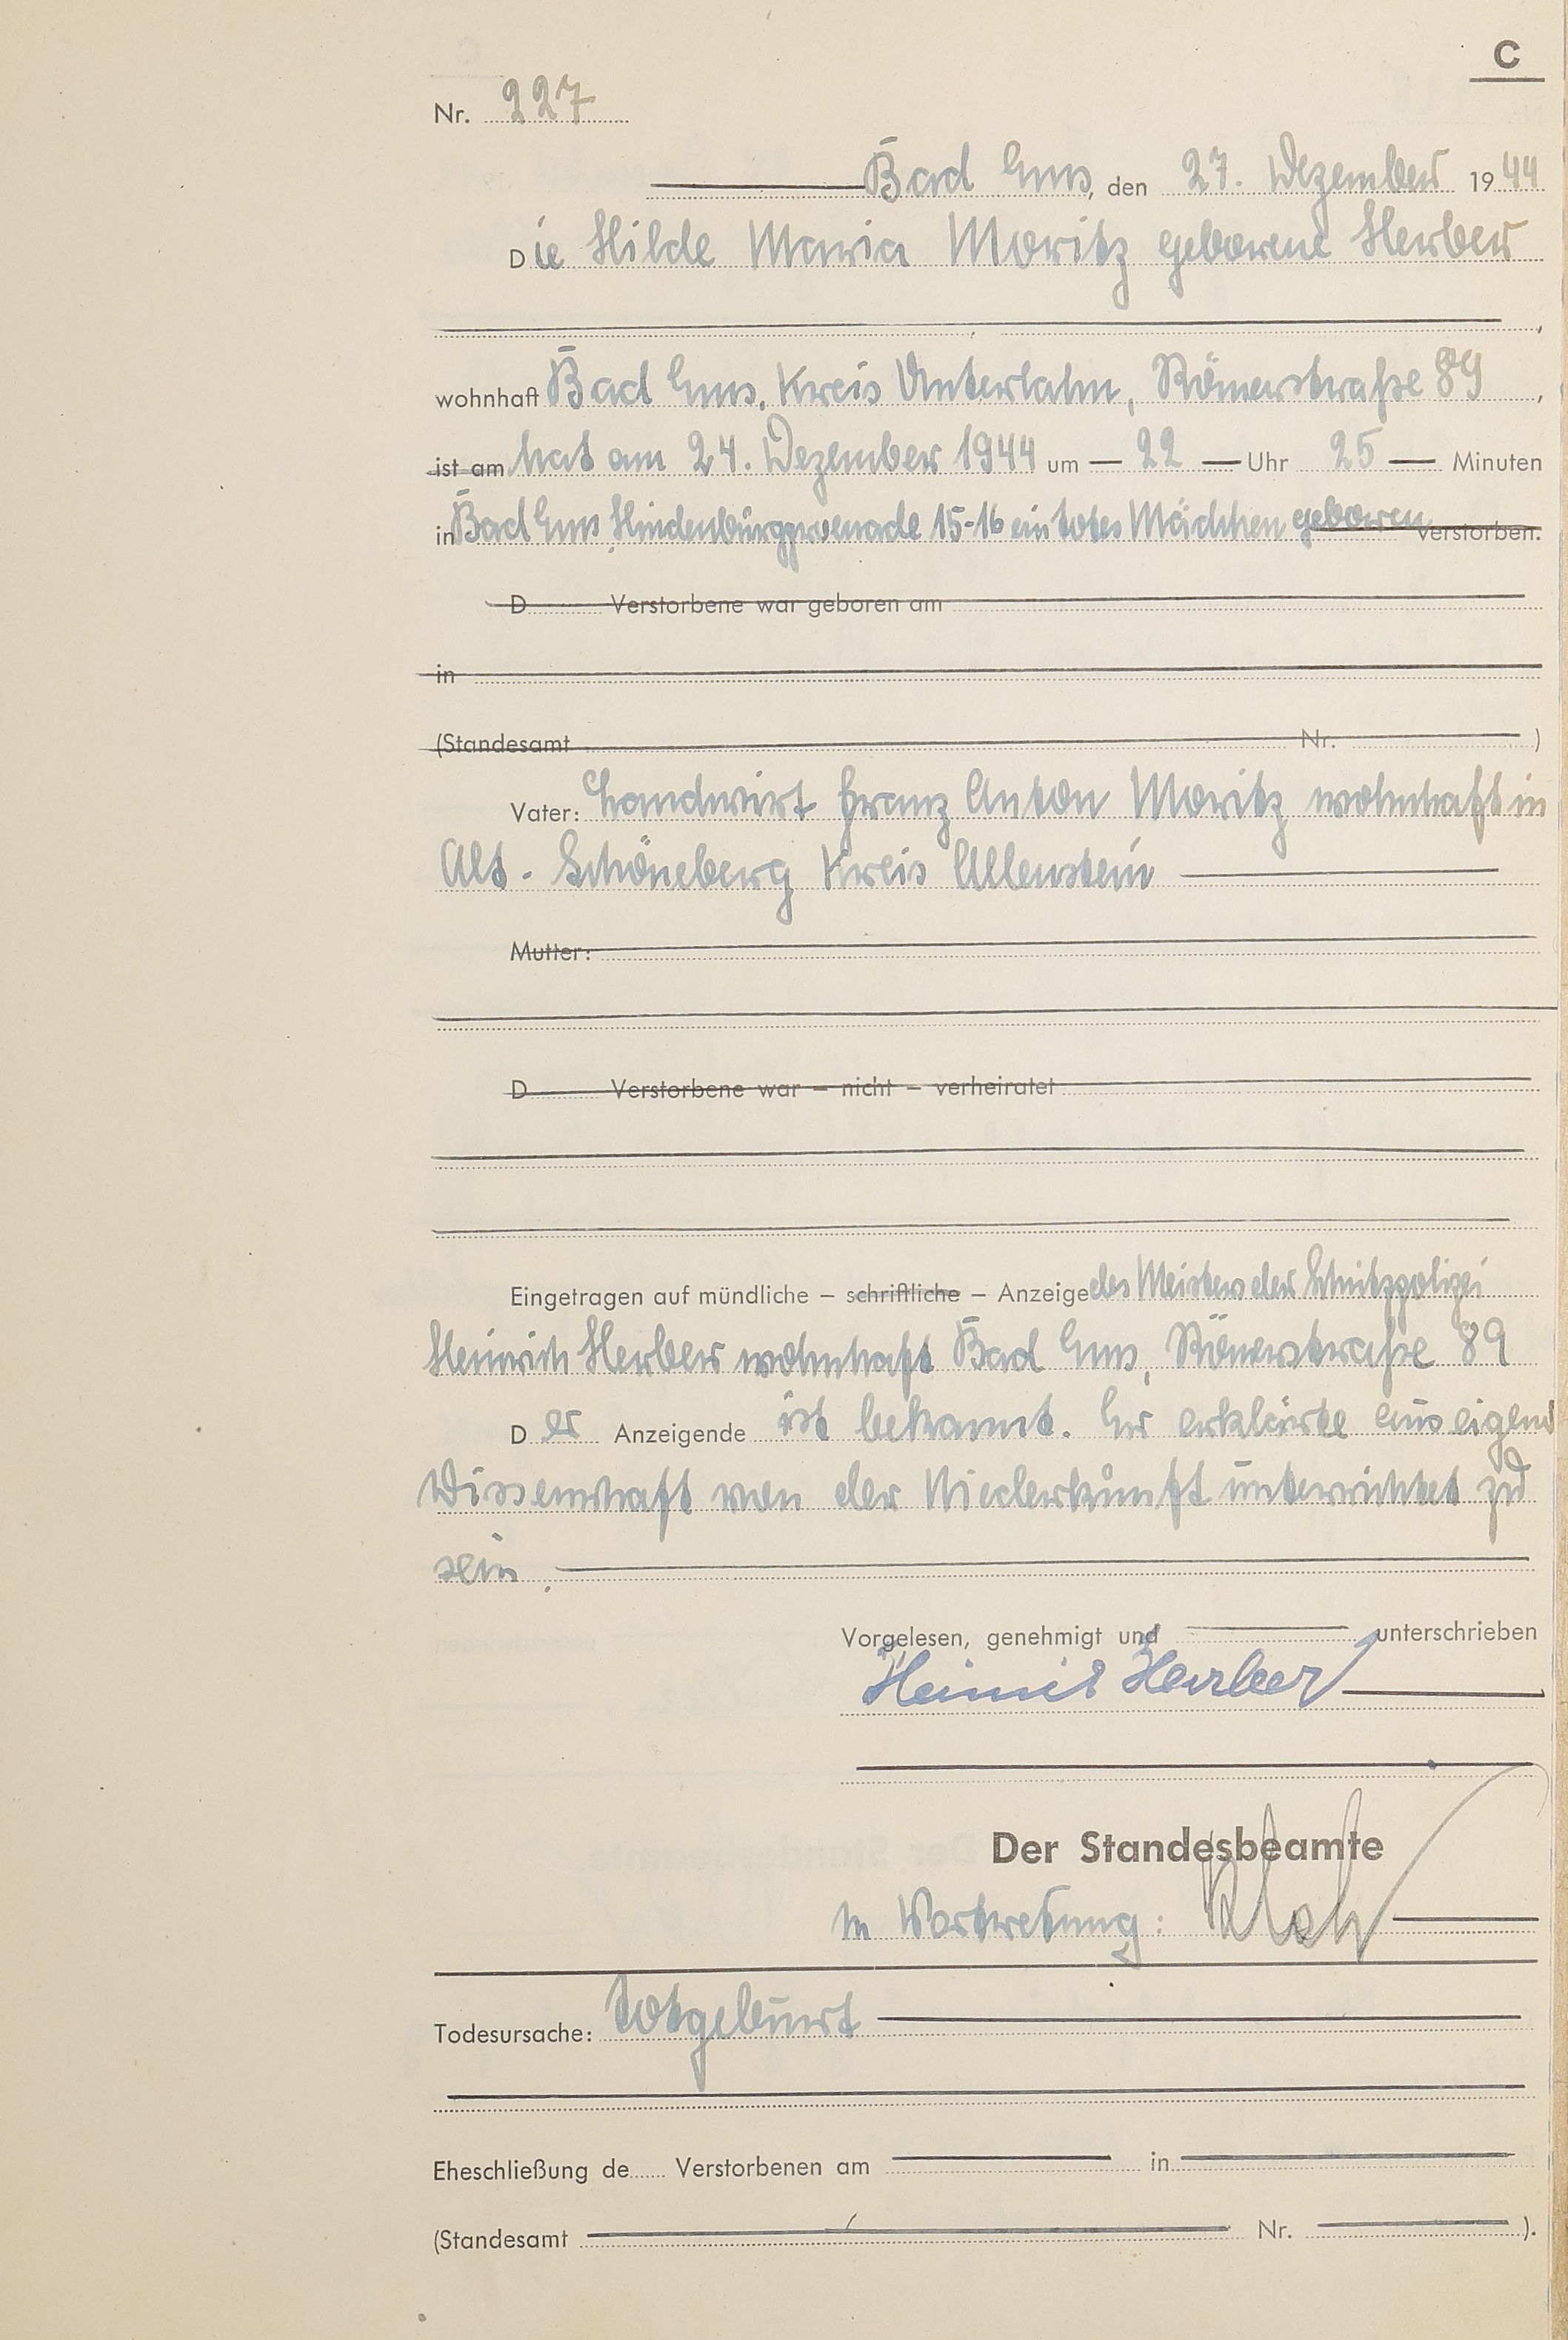 C
Nr. 227
Bad Ems, den 27. Dezember 1944
Die Hilde Maria Moritz geborene Herber
,
wohnhaft Bad Ems, Kreis Unterlahn, Römerstraße 89,
ist am hat am 24. Dezember 1944 um — 22 — Uhr 25 — Minuten
in Bad Ems, Hindenburgpromenade 15-16 ein totes Mädchen geboren verstorben.
D Verstorbene war geboren am
in
(Standesamt Nr. )
Vater: Landwirt Franz Anton Moritz wohnhaft in
Alt-Schöneberg Kreis Allenstein
Mutter:
D Verstorbene war – nicht – verheiratet
Eingetragen auf mündliche – schriftliche – Anzeige des Meisters der Schutzpolizei
Heinrich Herber wohnhaft Bad Ems, Römerstraße 89
Der Anzeigende ist bekannt. Er erklärte aus eigener
Wissenschaft von der Niederkunft unterrichtet zu
sein.
Vorgelesen, genehmigt und unterschrieben
Heinrich Herber
Der Standesbeamte
In Vertretung:
Todesursache: Totgeburt
Eheschließung de Verstorbenen am in
(Standesamt Nr. ).